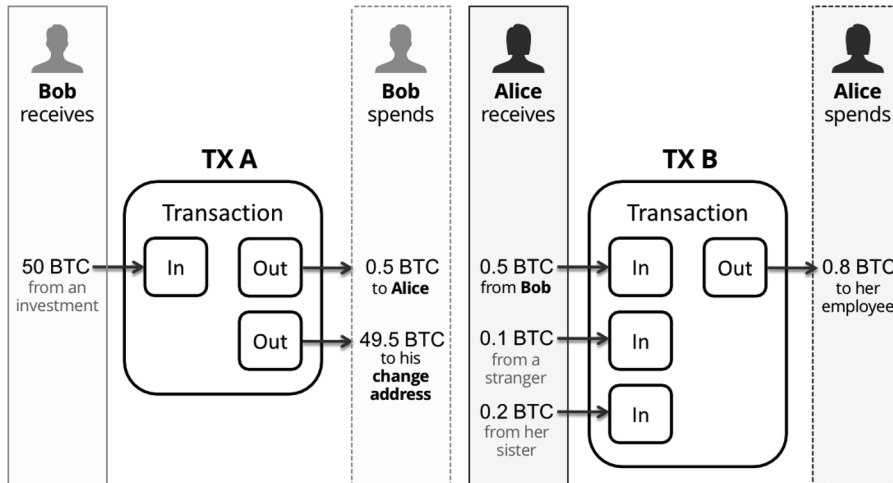 Bob
receives
Bob
spends
Alice
receives
Alice
spends
TX A
Transaction
50 BTC
from an
investment
In
Out
0.5 BTC
to Alice
Out
49.5 BTC
to his
change
address
TX B
Transaction
0.5 BTC
from Bob
In
Out
0.8 BTC
to her
employee
0.1 BTC
from a
stranger
In
0.2 BTC
from her
sister
In